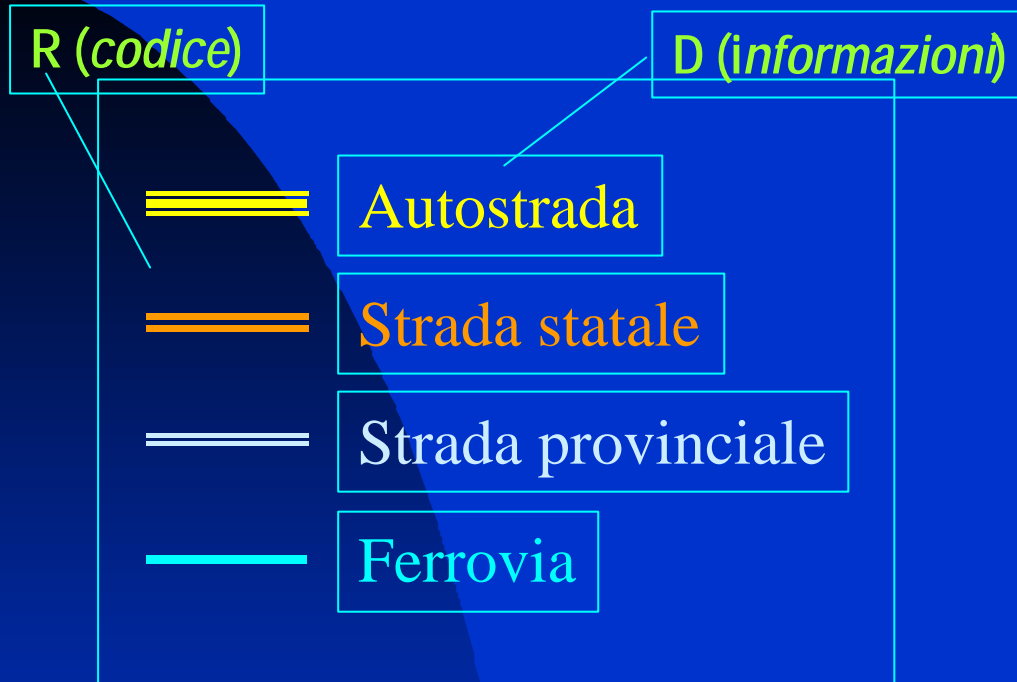 R (codice)
D (informazioni)
Autostrada
Strada statale
Strada provinciale
Ferrovia